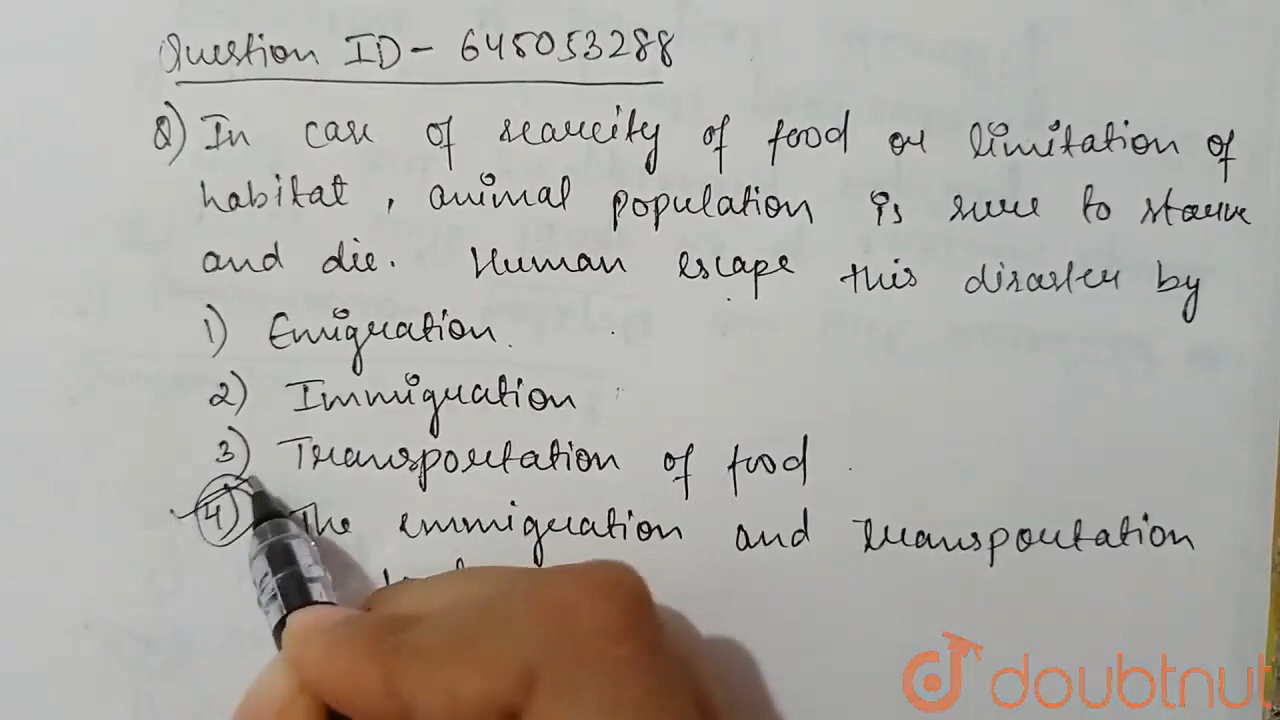 Question ID - 645053288
Q) In case of scarcity of food or limitation of
habitat, animal population is sure to starve
and die. Human escape this disaster by
1) Emigration.
2) Immigration
3) Transportation of food.
4) The emmigration and transportation
doubtnut